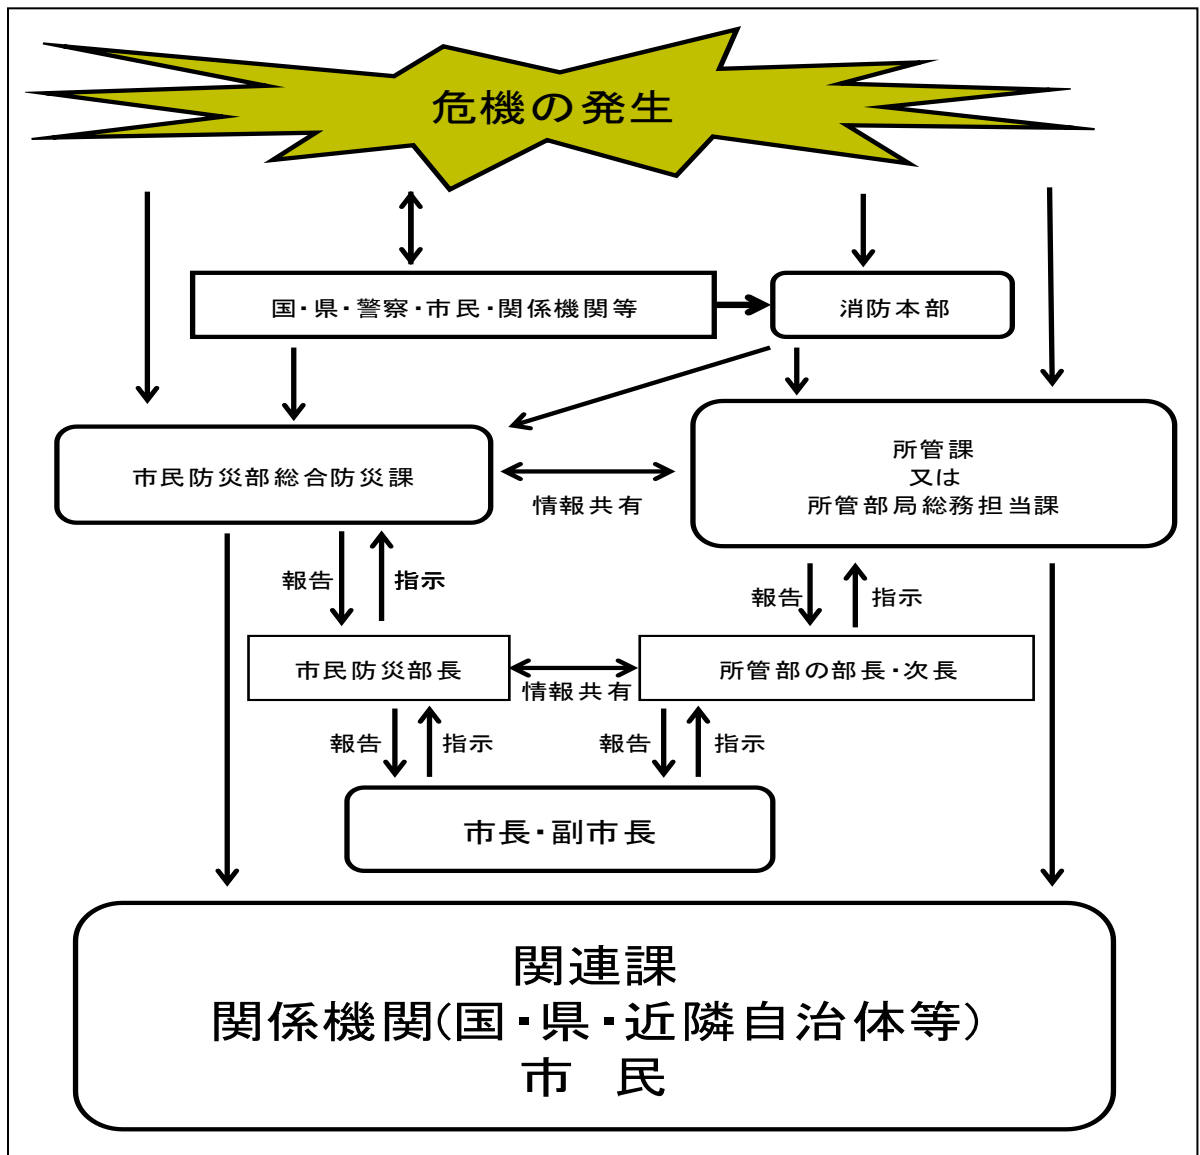 危機の発生
国・県・警察・市民・関係機関等
消防本部
市民防災部総合防災課
情報共有
所管課
又は
所管部局総務担当課
報告
指示
報告
指示
市民防災部長
情報共有
所管部の部長・次長
報告
指示
報告
指示
市長・副市長
関連課
関係機関(国・県・近隣自治体等)
市　民